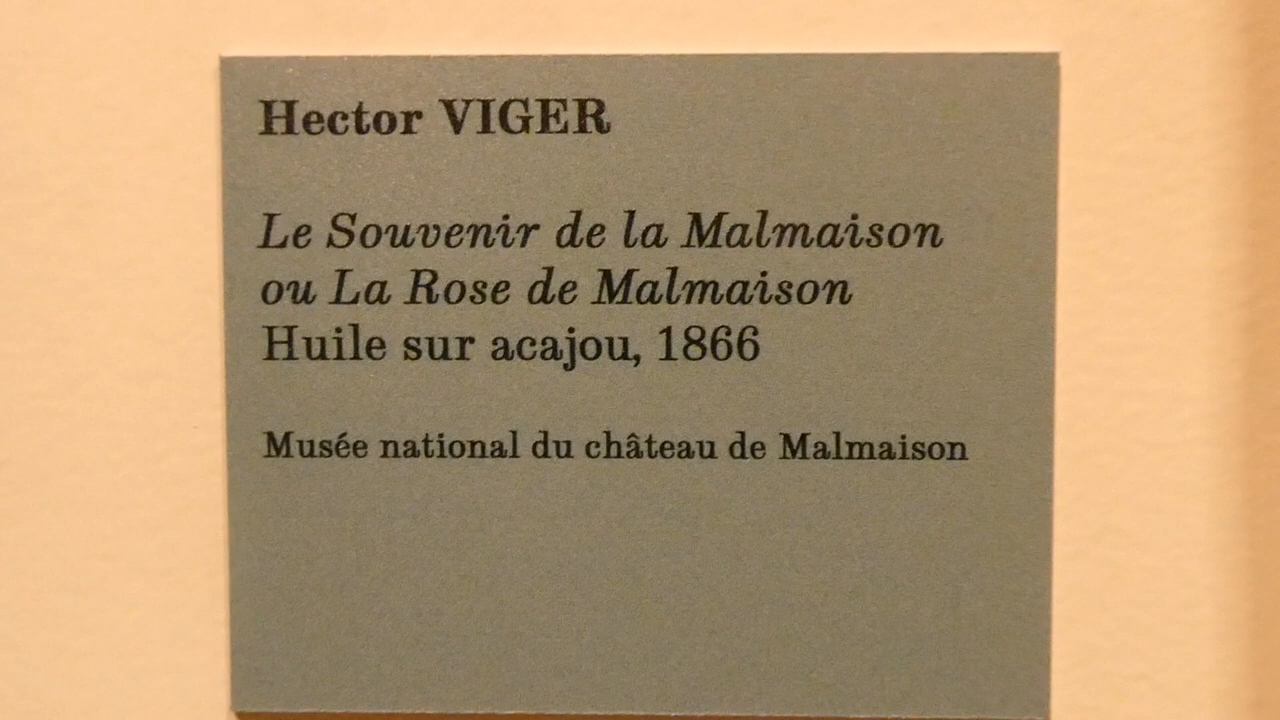 Hector VIGER
Le Souvenir de la Malmaison
ou La Rose de Malmaison
Huile sur acajou, 1866
Musée national du château de Malmaison